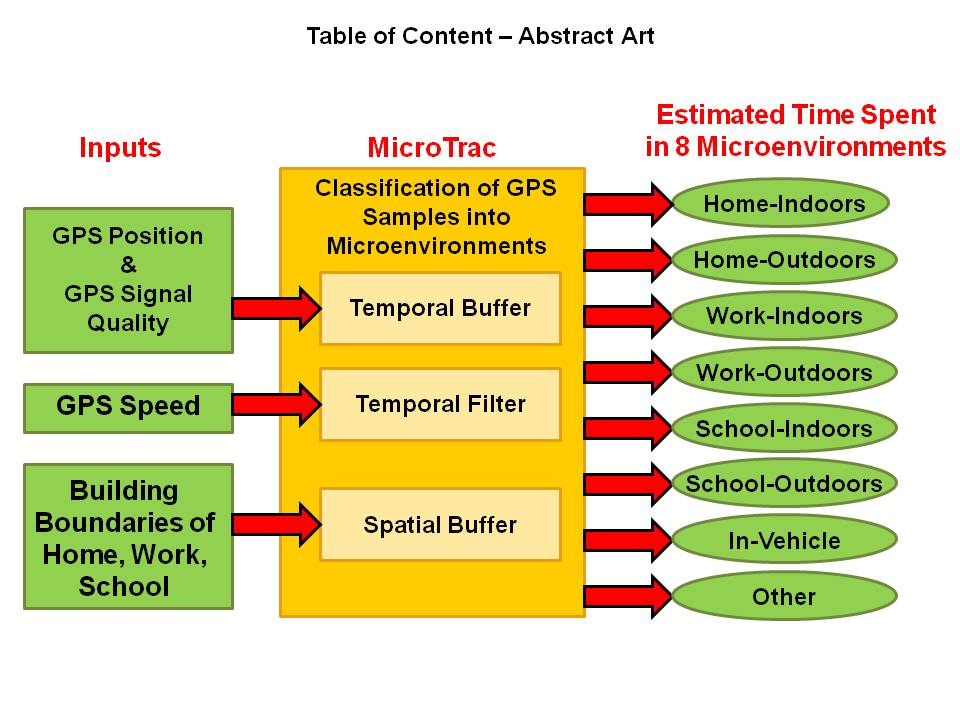 Table of Content – Abstract Art
Inputs
MicroTrac
Estimated Time Spent
in 8 Microenvironments
GPS Position
&
GPS Signal
Quality
GPS Speed
Building
Boundaries of
Home, Work,
School
Classification of GPS
Samples into
Microenvironments
Temporal Buffer
Temporal Filter
Spatial Buffer
Home-Indoors
Home-Outdoors
Work-Indoors
Work-Outdoors
School-Indoors
School-Outdoors
In-Vehicle
Other